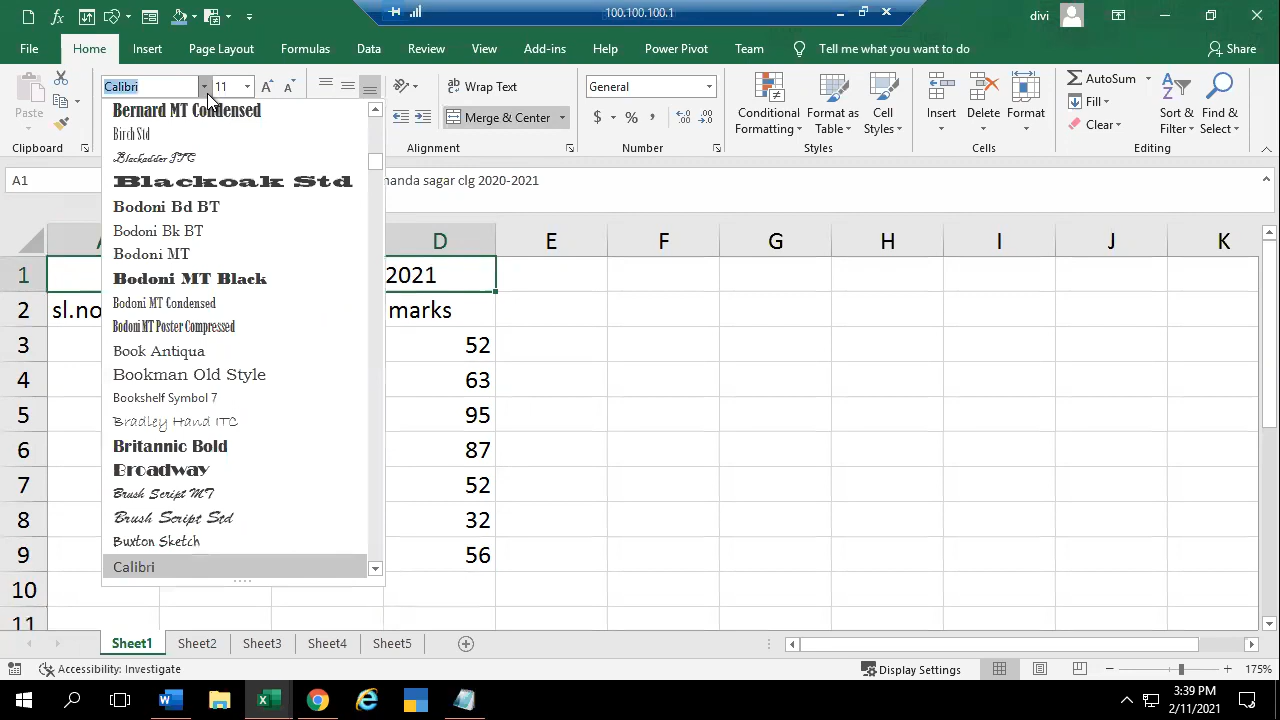 100.100.100.1
divi
File Home Insert Page Layout Formulas Data Review View Add-ins Help Power Pivot Team Tell me what you want to do Share
Paste
Clipboard
Calibri 11
Wrap Text
Merge & Center
Alignment
General
$ % ,
Number
Conditional Formatting
Format as Table
Cell Styles
Styles
Insert Delete Format
Cells
AutoSum
Fill
Clear
Sort & Filter
Find & Select
Editing
A1
nanda sagar clg 2020-2021
Bernard MT Condensed
Birch Std
Blackadder ITC
Blackoak Std
Bodoni Bd BT
Bodoni Bk BT
Bodoni MT
Bodoni MT Black
Bodoni MT Condensed
Bodoni MT Poster Compressed
Book Antiqua
Bookman Old Style
Bookshelf Symbol 7
Bradley Hand ITC
Britannic Bold
Broadway
Brush Script MT
Brush Script Std
Buxton Sketch
Calibri
D E F G H I J K
1 2021
2 sl.no marks
3 52
4 63
5 95
6 87
7 52
8 32
9 56
10
11
Sheet1 Sheet2 Sheet3 Sheet4 Sheet5
Accessibility: Investigate
Display Settings
175%
3:39 PM
2/11/2021